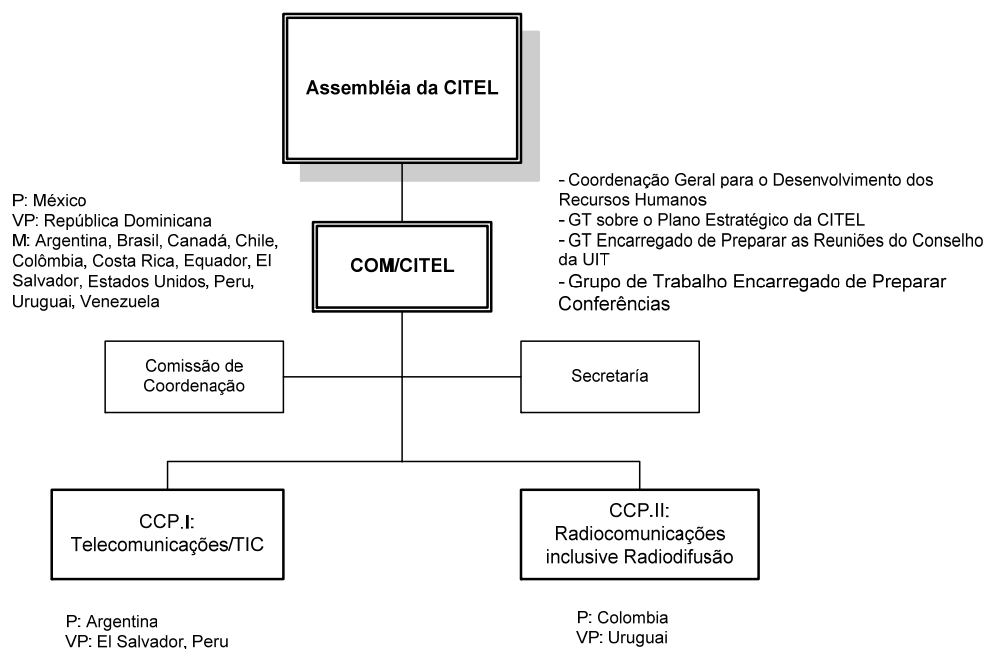 Assembléia da CITEL
P: México
VP: República Dominicana
M: Argentina, Brasil, Canadá, Chile,
Colômbia, Costa Rica, Equador, El
Salvador, Estados Unidos, Peru,
Uruguai, Venezuela
COM/CITEL
- Coordenação Geral para o Desenvolvimento dos
Recursos Humanos
- GT sobre o Plano Estratégico da CITEL
- GT Encarregado de Preparar as Reuniões do Conselho
da UIT
- Grupo de Trabalho Encarregado de Preparar
Conferências
Comissão de
Coordenação
Secretaría
CCP.I:
Telecomunicações/TIC
CCP.II:
Radiocomunicações
inclusive Radiodifusão
P: Argentina
VP: El Salvador, Peru
P: Colombia
VP: Uruguai